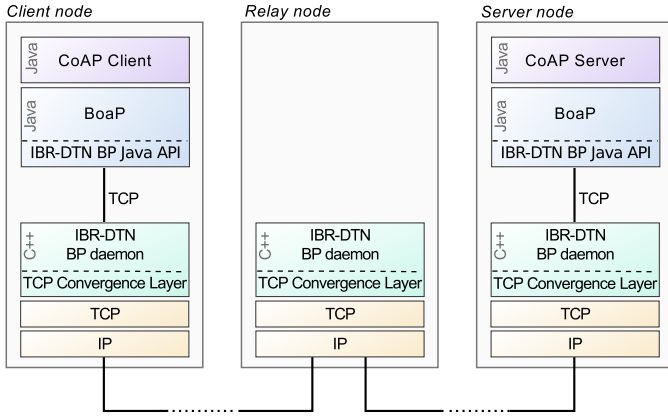 Client node
Java
CoAP Client
Java
BoaP
IBR-DTN BP Java API
TCP
C++
IBR-DTN
BP daemon
TCP Convergence Layer
TCP
IP
Relay node
C++
IBR-DTN
BP daemon
TCP Convergence Layer
TCP
IP
Server node
Java
CoAP Server
Java
BoaP
IBR-DTN BP Java API
TCP
C++
IBR-DTN
BP daemon
TCP Convergence Layer
TCP
IP